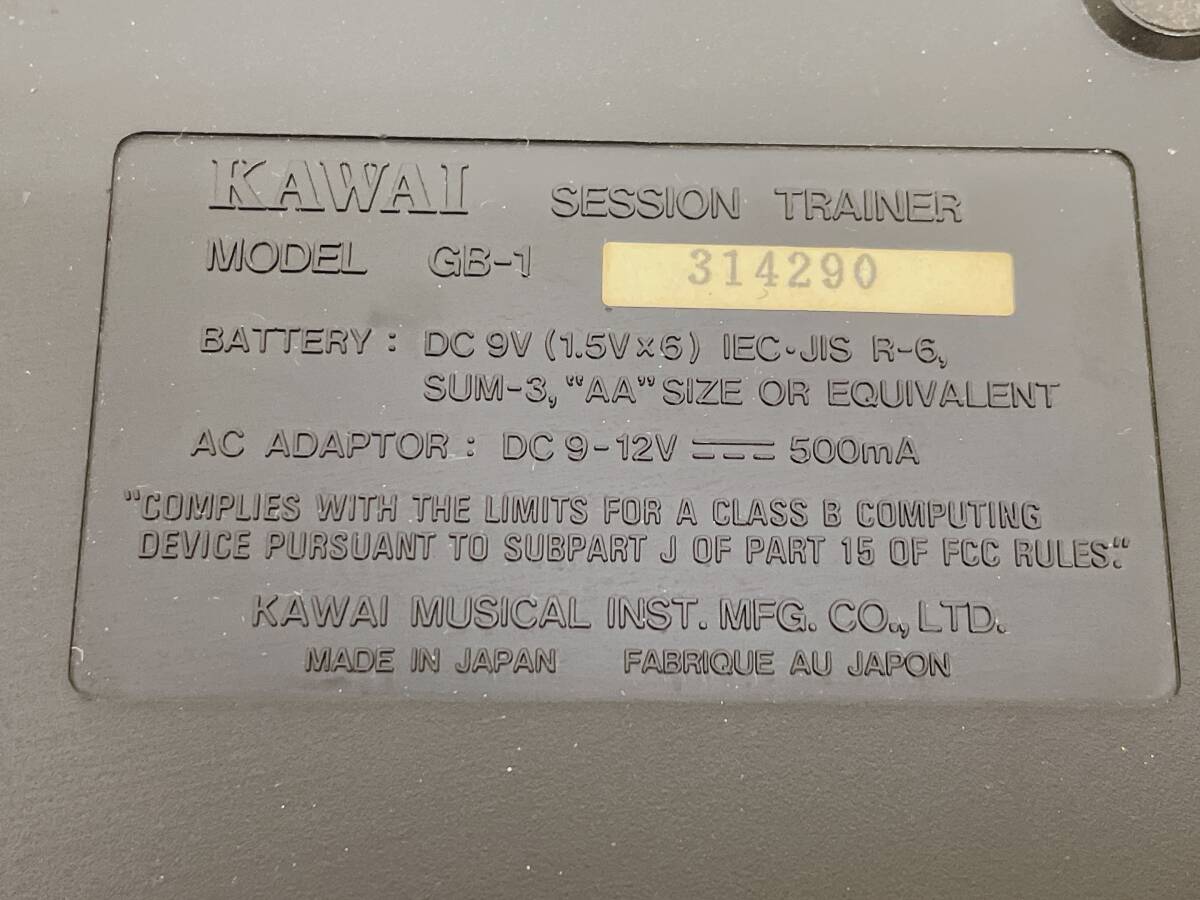 KAWAI SESSION TRAINER
MODEL GB-1 314290
BATTERY : DC 9V (1.5V×6) IEC·JIS R-6,
SUM-3, "AA" SIZE OR EQUIVALENT
AC ADAPTOR : DC 9-12V ⎓ 500mA
"COMPLIES WITH THE LIMITS FOR A CLASS B COMPUTING
DEVICE PURSUANT TO SUBPART J OF PART 15 OF FCC RULES."
KAWAI MUSICAL INST. MFG. CO., LTD.
MADE IN JAPAN FABRIQUE AU JAPON